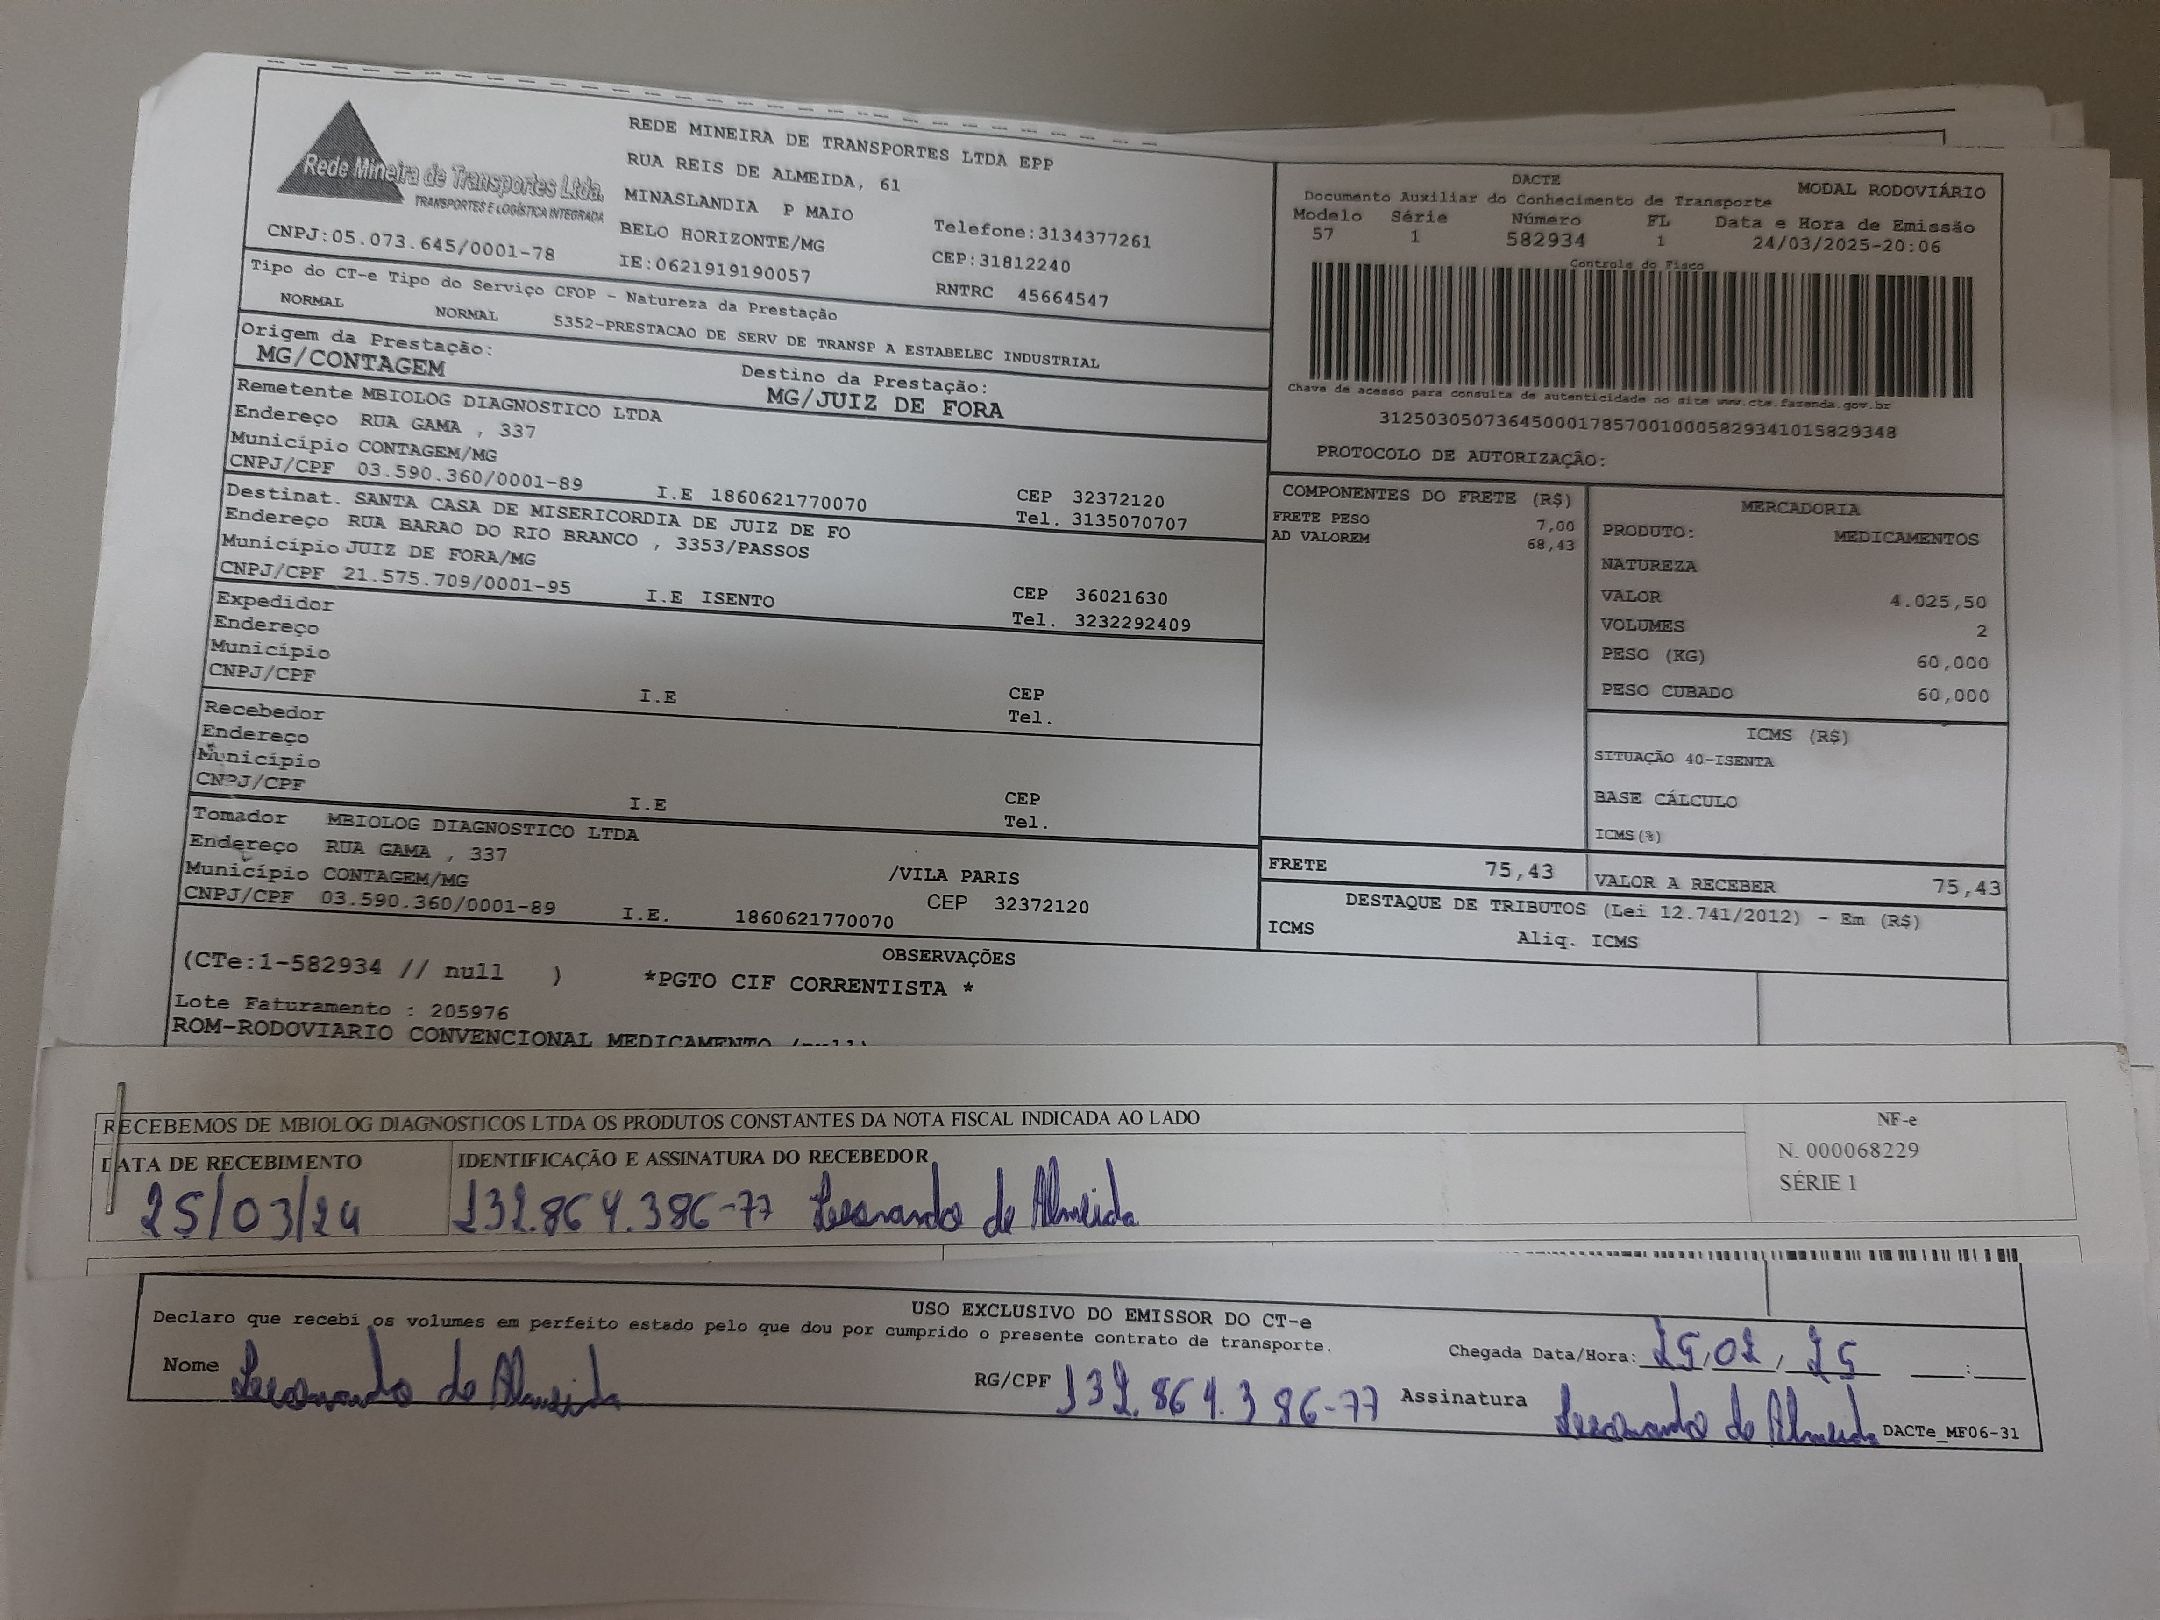 Rede Mineira de Transportes Ltda.
TRANSPORTES E LOGÍSTICA INTEGRADA
CNPJ:05.073.645/0001-78
REDE MINEIRA DE TRANSPORTES LTDA EPP
RUA REIS DE ALMEIDA, 61
MINASLANDIA P MAIO
BELO HORIZONTE/MG
IE:0621919190057
Telefone:3134377261
CEP:31812240
RNTRC 45664547
DACTE MODAL RODOVIÁRIO
Documento Auxiliar do Conhecimento de Transporte
Modelo Série Número FL Data e Hora de Emissão
57 1 582934 1 24/03/2025-20:06
Controle do Fisco
Chave de acesso para consulta de autenticidade no site www.cte.fazenda.gov.br
31250305073645000178570010005829341015829348
PROTOCOLO DE AUTORIZAÇÃO:
Tipo do CT-e Tipo do Serviço CFOP - Natureza da Prestação
NORMAL NORMAL 5352-PRESTACAO DE SERV DE TRANSP A ESTABELEC INDUSTRIAL
Origem da Prestação: Destino da Prestação:
MG/CONTAGEM MG/JUIZ DE FORA
Remetente MBIOLOG DIAGNOSTICO LTDA
Endereço RUA GAMA , 337
Município CONTAGEM/MG CEP 32372120
CNPJ/CPF 03.590.360/0001-89 I.E 1860621770070 Tel. 3135070707
Destinat. SANTA CASA DE MISERICORDIA DE JUIZ DE FO
Endereço RUA BARAO DO RIO BRANCO , 3353/PASSOS
Município JUIZ DE FORA/MG CEP 36021630
CNPJ/CPF 21.575.709/0001-95 I.E ISENTO Tel. 3232292409
Expedidor
Endereço
Município CEP
CNPJ/CPF I.E Tel.
Recebedor
Endereço
Município CEP
CNPJ/CPF I.E Tel.
Tomador MBIOLOG DIAGNOSTICO LTDA
Endereço RUA GAMA , 337 /VILA PARIS
Município CONTAGEM/MG CEP 32372120
CNPJ/CPF 03.590.360/0001-89 I.E. 1860621770070
COMPONENTES DO FRETE (R$)
FRETE PESO 7,00
AD VALOREM 68,43
MERCADORIA
PRODUTO: MEDICAMENTOS
NATUREZA
VALOR 4.025,50
VOLUMES 2
PESO (KG) 60,000
PESO CUBADO 60,000
ICMS (R$)
SITUAÇÃO 40-ISENTA
BASE CÁLCULO
ICMS(%)
FRETE 75,43 VALOR A RECEBER 75,43
DESTAQUE DE TRIBUTOS (Lei 12.741/2012) - Em (R$)
ICMS Aliq. ICMS
OBSERVAÇÕES
(CTe:1-582934 // null ) *PGTO CIF CORRENTISTA *
Lote Faturamento : 205976
ROM-RODOVIARIO CONVENCIONAL MEDICAMENTO (null)
RECEBEMOS DE MBIOLOG DIAGNOSTICOS LTDA OS PRODUTOS CONSTANTES DA NOTA FISCAL INDICADA AO LADO
NF-e
N. 000068229
SÉRIE 1
DATA DE RECEBIMENTO IDENTIFICAÇÃO E ASSINATURA DO RECEBEDOR
25/03/24 132.864.386-77 Leonardo de Almeida
USO EXCLUSIVO DO EMISSOR DO CT-e
Declaro que recebi os volumes em perfeito estado pelo que dou por cumprido o presente contrato de transporte.
Chegada Data/Hora: 25,02,25 :
Nome Leonardo de Almeida RG/CPF 132.864.386-77 Assinatura Leonardo de Almeida
DACTe_MF06-31